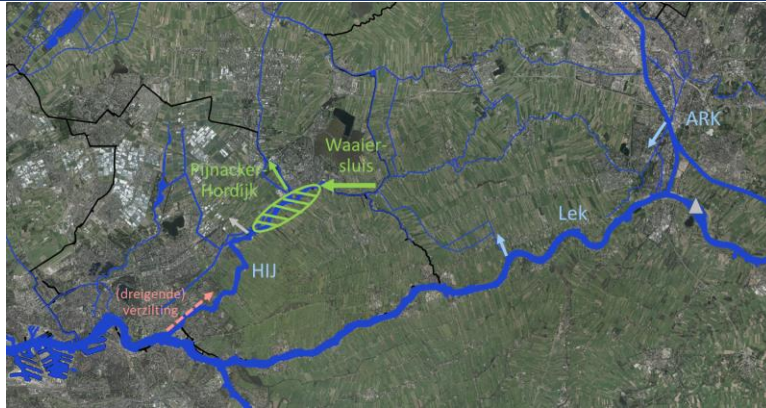 ARK
Waaier-
sluis
Pijnacker-
Hordijk
Lek
HIJ
(dreigende)
verzilting